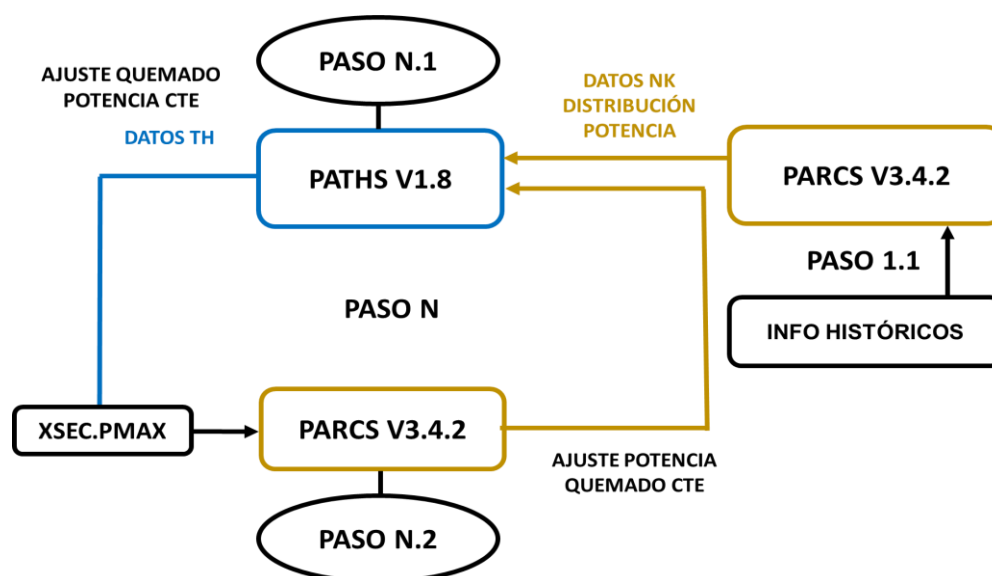 PASO N.1
AJUSTE QUEMADO
POTENCIA CTE
DATOS TH
DATOS NK
DISTRIBUCIÓN
POTENCIA
PATHS V1.8
PARCS V3.4.2
PASO 1.1
PASO N
INFO HISTÓRICOS
XSEC.PMAX
PARCS V3.4.2
AJUSTE POTENCIA
QUEMADO CTE
PASO N.2